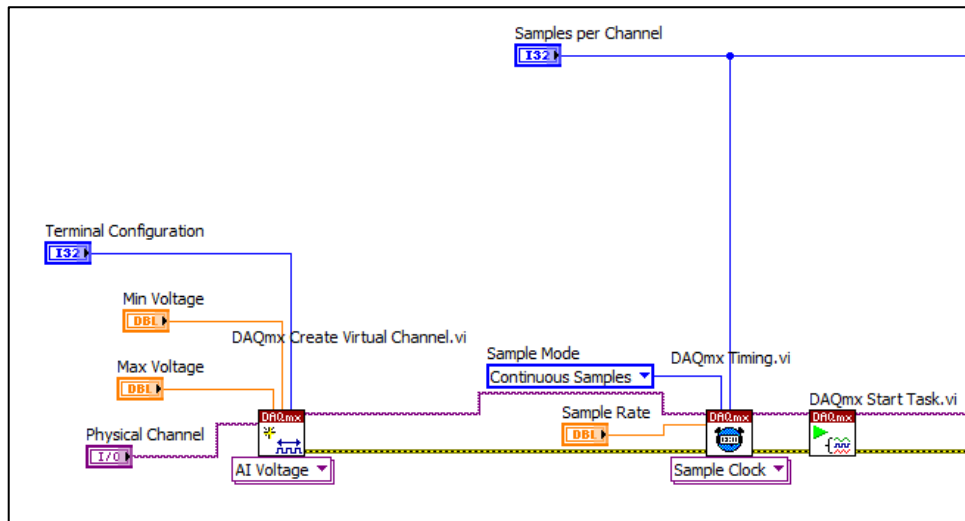 Samples per Channel
I32
Terminal Configuration
I32
Min Voltage
DBL
DAQmx Create Virtual Channel.vi
Max Voltage
DBL
Sample Mode
Continuous Samples
DAQmx Timing.vi
DAQmx Start Task.vi
Physical Channel
I/O
DAQmx
AI Voltage
Sample Rate
DBL
DAQmx
Sample Clock
DAQmx